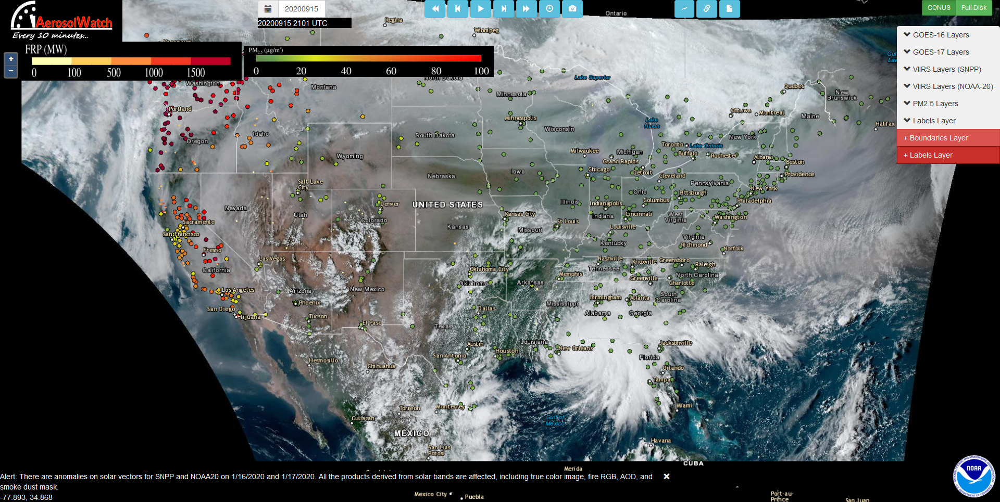 20200915
20200915 2101 UTC
CONUS
Full Disk
AerosolWatch
Every 10 minutes...
FRP (MW)
0 100 500 1000 1500
PM2.5 (µg/m³)
0 20 40 60 80 100
+
−
GOES-16 Layers
GOES-17 Layers
VIIRS Layers (SNPP)
VIIRS Layers (NOAA-20)
PM2.5 Layers
Labels Layer
+ Boundaries Layer
+ Labels Layer
Ontario
Regina
Winnipeg
Washington
Montana
North Dakota
Lake Superior
Minnesota
Quebec
New
Brunswick
Portland
Ottawa
Montreal
Maine
Halifax
Minneapolis
Wisconsin
Lake
Huron
Oregon
Idaho
South Dakota
Toronto
Lake Ontario
New York
Wyoming
Milwaukee
Michigan
Buffalo
Rochester
Albany
Grand Rapids
Boston
Chicago
Detroit
Iowa
Nebraska
Cleveland
Providence
Salt Lake
City
Pennsylvania
New York
Ohio
Pittsburgh
Philadelphia
Nevada
Utah
Denver
UNITED STATES
Illinois
Indianapolis
Columbus
Colorado
Kansas City
Indiana
Cincinnati
West
Virginia
Washington
Sacramento
San Francisco
Kansas
Missouri
St Louis
Louisville
Virginia
Kentucky
Richmond
Norfolk
Fresno
Las Vegas
California
Nashville
Knoxville
Greensboro
Raleigh
Oklahoma City
Memphis
Tennessee
North Carolina
Greenville
Charlotte
Los Angeles
Arizona
New Mexico
Oklahoma
Arkansas
Phoenix
Mississippi
Birmingham
Atlanta
South
Carolina
San Diego
Tijuana
Tucson
El Paso
Dallas
Alabama
Georgia
Texas
Austin
Louisiana
New Orleans
Jacksonville
San Antonio
Houston
Florida
Hermosillo
Chihuahua
Orlando
Tampa
Torreón
Monterrey
Miami
Culiacan
Gulf of
Mexico
MÉXICO
San Luis
Potosi
Havana
CUBA
Merida
Alert: There are anomalies on solar vectors for SNPP and NOAA20 on 1/16/2020 and 1/17/2020. All the products derived from solar bands are affected, including true color image, fire RGB, AOD, and
smoke dust mask.
-77.893, 34.868
Mexico City
Puebla
Port-au-
Prince
San Juan
NOAA